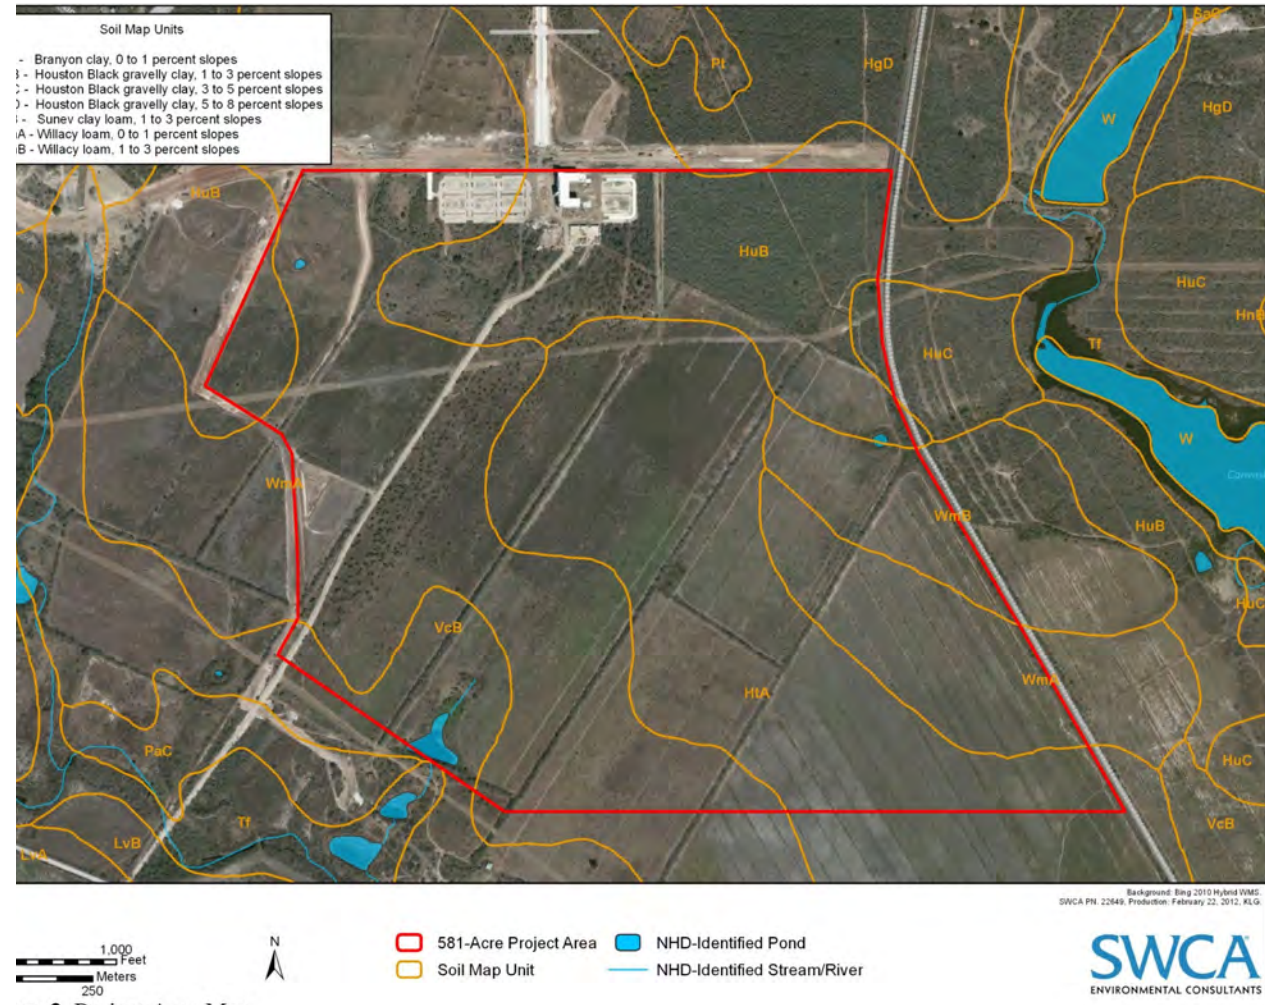 Soil Map Units
- Branyon clay, 0 to 1 percent slopes
B - Houston Black gravelly clay, 1 to 3 percent slopes
C - Houston Black gravelly clay, 3 to 5 percent slopes
D - Houston Black gravelly clay, 5 to 8 percent slopes
- Sunev clay loam, 1 to 3 percent slopes
A - Willacy loam, 0 to 1 percent slopes
B - Willacy loam, 1 to 3 percent slopes
Pt
HgD
W
HgD
HuB
HuB
HuC
HnB
HuC
Tf
W
WmA
WmB
HuB
HuC
VcB
WmA
HtA
PaC
HuC
Tf
LvB
LvA
VcB
Background: Bing 2010 Hybrid WMS.
SWCA PN. 22649, Production: February 22, 2012, KLG.
1,000
Feet
Meters
250
N
581-Acre Project Area
NHD-Identified Pond
Soil Map Unit
NHD-Identified Stream/River
SWCA
ENVIRONMENTAL CONSULTANTS